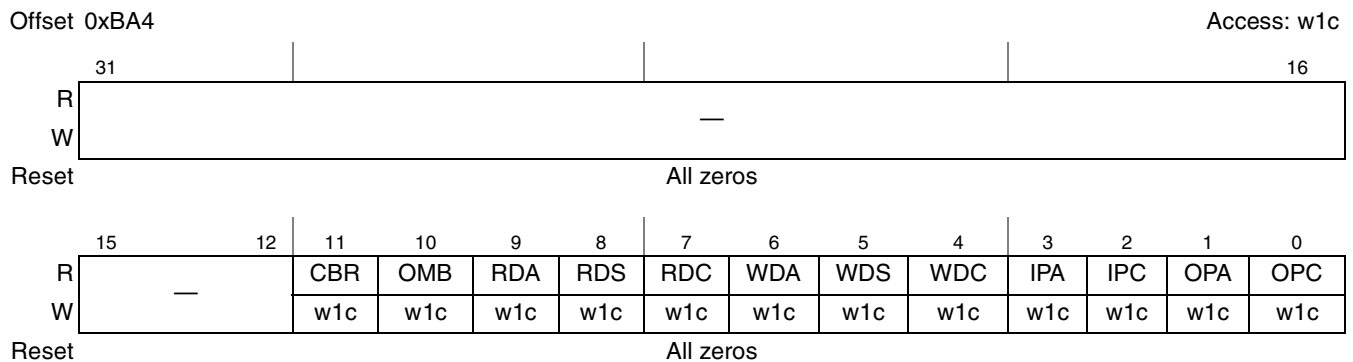 Offset 0xBA4 Access: w1c
31 16
R
—
W
Reset All zeros
15 12 11 10 9 8 7 6 5 4 3 2 1 0
R — CBR OMB RDA RDS RDC WDA WDS WDC IPA IPC OPA OPC
W w1c w1c w1c w1c w1c w1c w1c w1c w1c w1c w1c w1c
Reset All zeros